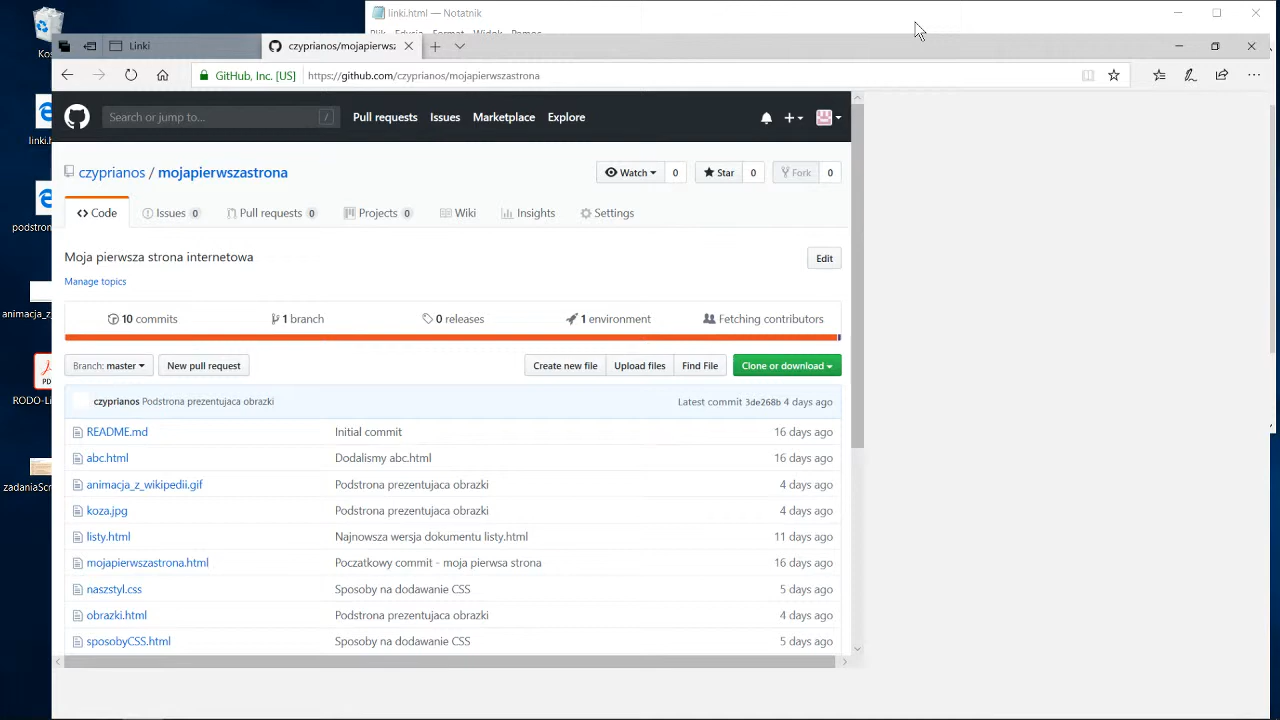 linki.html — Notatnik
Kos
Linki
czyprianos/mojapierws
GitHub, Inc. [US]
https://github.com/czyprianos/mojapierwszastrona
Search or jump to...
/
Pull requests
Issues
Marketplace
Explore
czyprianos / mojapierwszastrona
Watch 0
Star 0
Fork 0
linki.h
Code
Issues 0
Pull requests 0
Projects 0
Wiki
Insights
Settings
podstron
Moja pierwsza strona internetowa
Edit
Manage topics
animacja_z_
10 commits
1 branch
0 releases
1 environment
Fetching contributors
Branch: master
New pull request
Create new file
Upload files
Find File
Clone or download
PD
RODO-Li
czyprianos Podstrona prezentujaca obrazki
Latest commit 3de268b 4 days ago
README.md Initial commit 16 days ago
abc.html Dodalismy abc.html 16 days ago
zadaniaScr
animacja_z_wikipedii.gif Podstrona prezentujaca obrazki 4 days ago
koza.jpg Podstrona prezentujaca obrazki 4 days ago
listy.html Najnowsza wersja dokumentu listy.html 11 days ago
mojapierwszastrona.html Poczatkowy commit - moja pierwsa strona 16 days ago
naszstyl.css Sposoby na dodawanie CSS 5 days ago
obrazki.html Podstrona prezentujaca obrazki 4 days ago
sposobyCSS.html Sposoby na dodawanie CSS 5 days ago